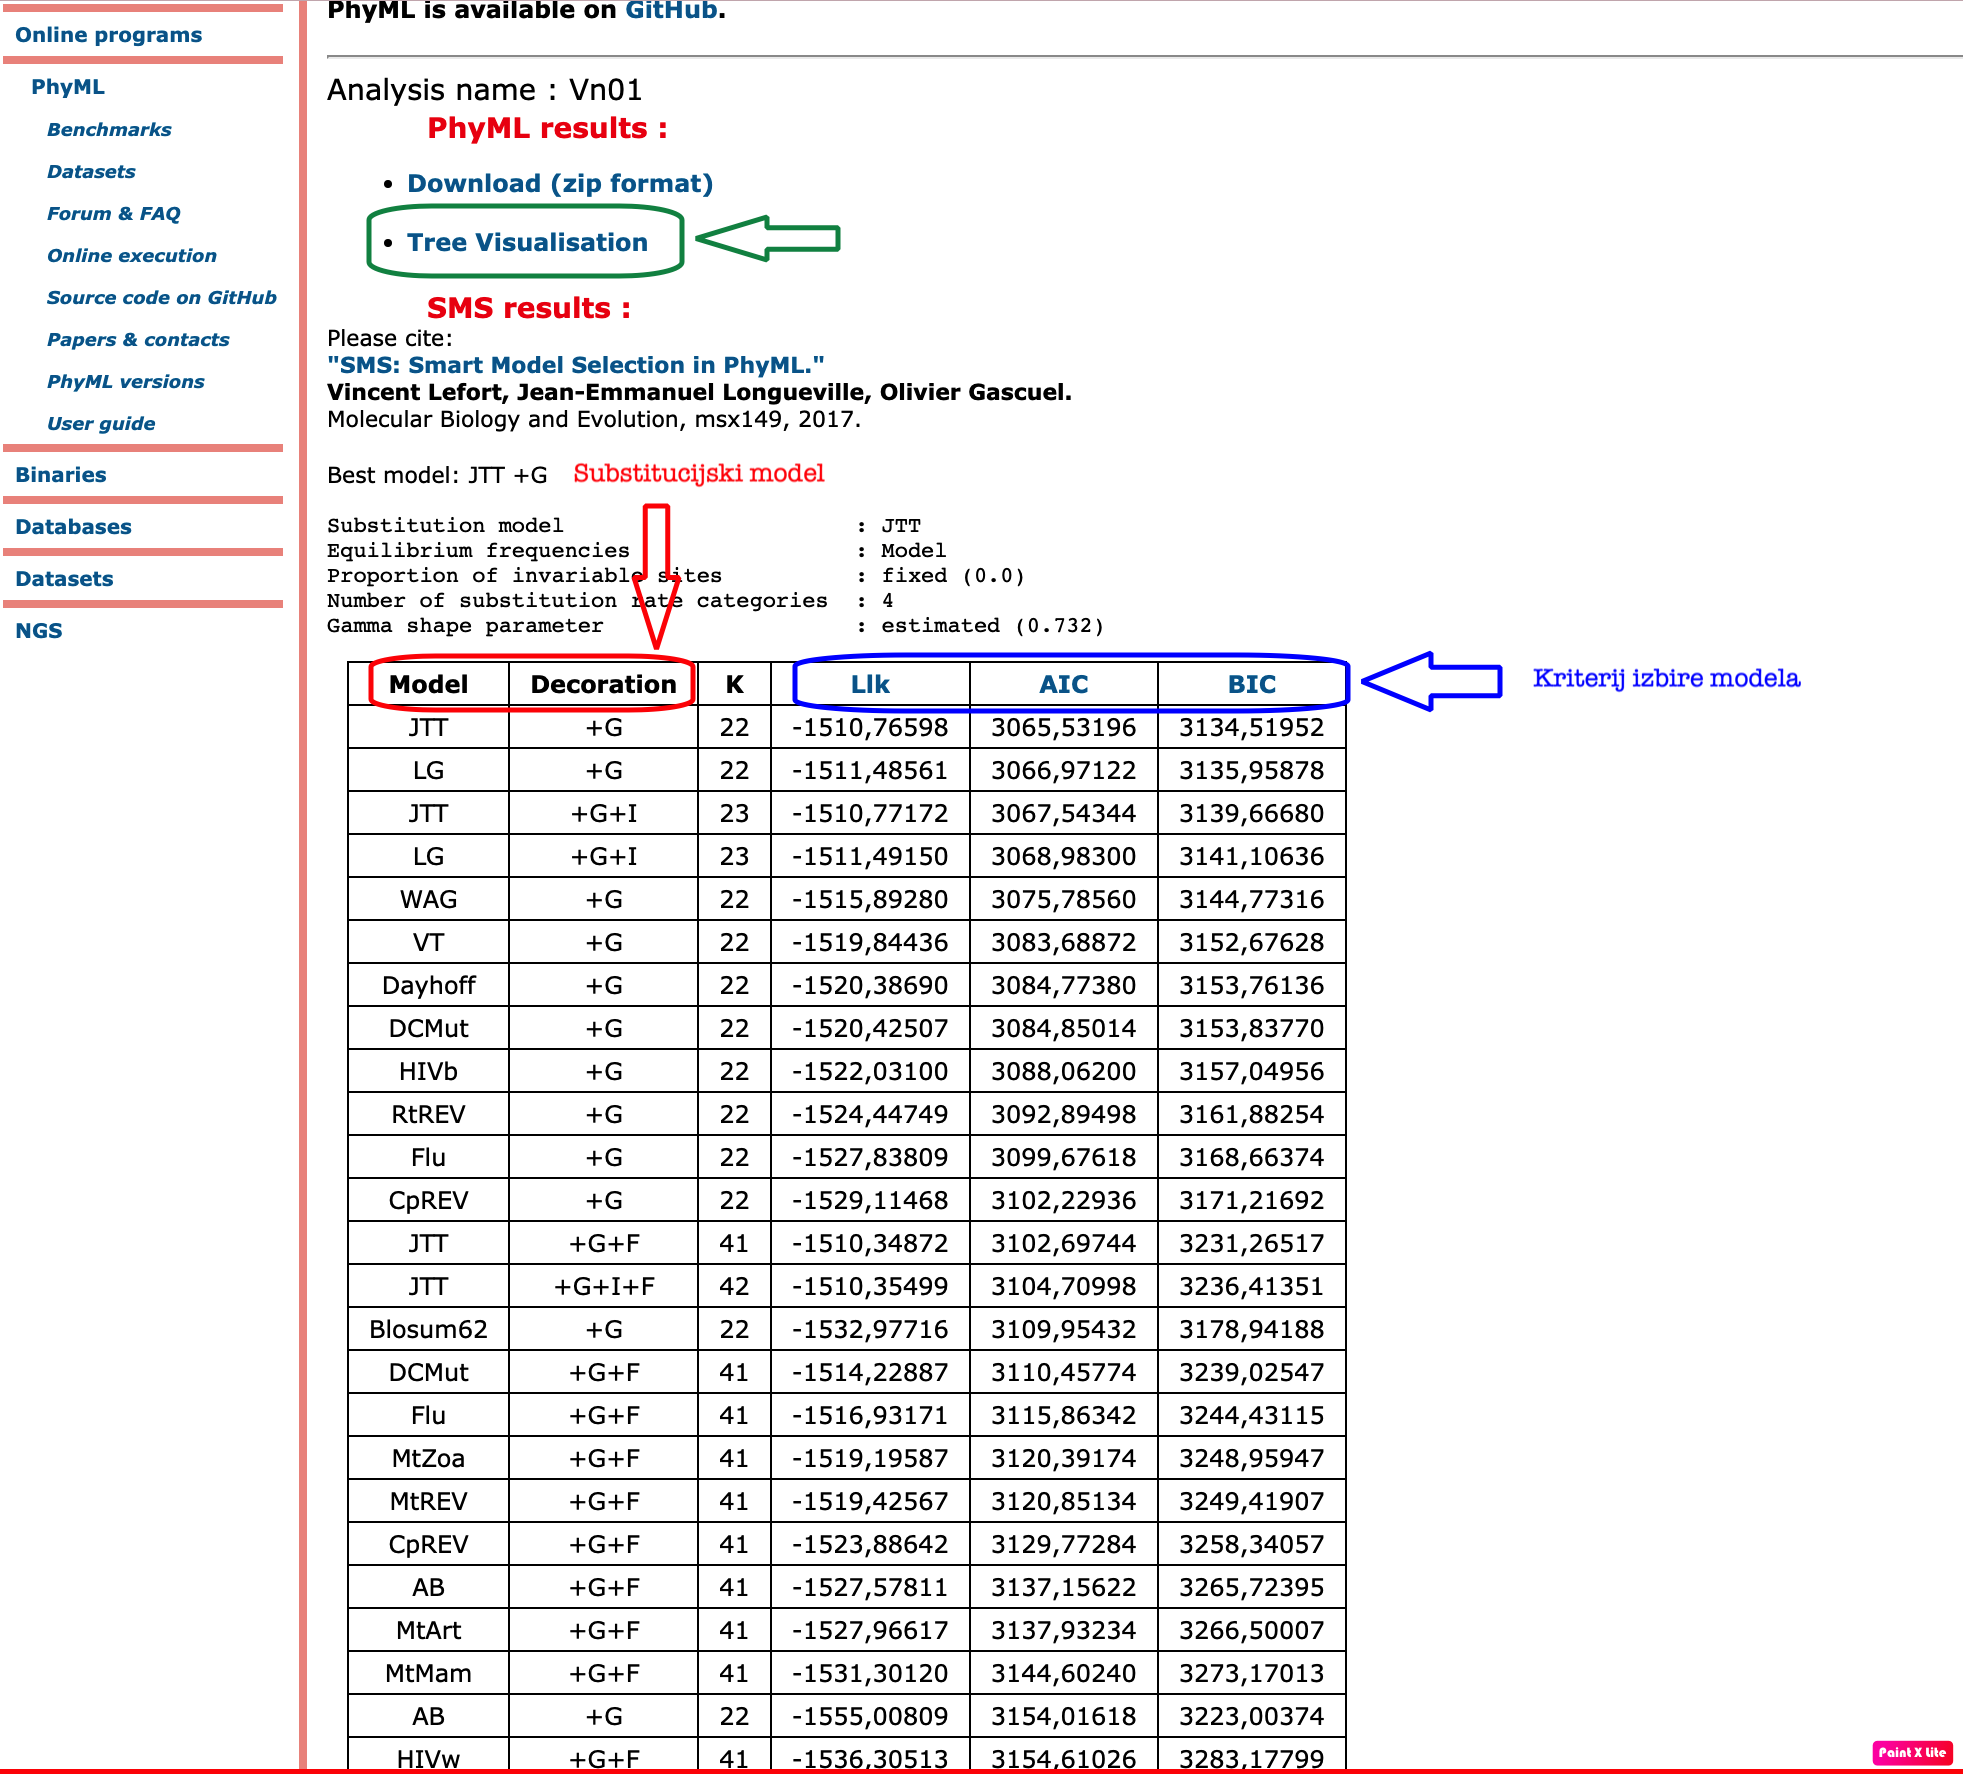 PhyML is available on GitHub.
Online programs
PhyML
Benchmarks
Datasets
Forum & FAQ
Online execution
Source code on GitHub
Papers & contacts
PhyML versions
User guide
Binaries
Databases
Datasets
NGS
Analysis name : Vn01
PhyML results :
• Download (zip format)
• Tree Visualisation
SMS results :
Please cite:
"SMS: Smart Model Selection in PhyML."
Vincent Lefort, Jean-Emmanuel Longueville, Olivier Gascuel.
Molecular Biology and Evolution, msx149, 2017.
Best model: JTT +G Substitucijski model
Substitution model : JTT
Equilibrium frequencies : Model
Proportion of invariable sites : fixed (0.0)
Number of substitution rate categories : 4
Gamma shape parameter : estimated (0.732)
Model Decoration K Llk AIC BIC Kriterij izbire modela
JTT +G 22 -1510,76598 3065,53196 3134,51952
LG +G 22 -1511,48561 3066,97122 3135,95878
JTT +G+I 23 -1510,77172 3067,54344 3139,66680
LG +G+I 23 -1511,49150 3068,98300 3141,10636
WAG +G 22 -1515,89280 3075,78560 3144,77316
VT +G 22 -1519,84436 3083,68872 3152,67628
Dayhoff +G 22 -1520,38690 3084,77380 3153,76136
DCMut +G 22 -1520,42507 3084,85014 3153,83770
HIVb +G 22 -1522,03100 3088,06200 3157,04956
RtREV +G 22 -1524,44749 3092,89498 3161,88254
Flu +G 22 -1527,83809 3099,67618 3168,66374
CpREV +G 22 -1529,11468 3102,22936 3171,21692
JTT +G+F 41 -1510,34872 3102,69744 3231,26517
JTT +G+I+F 42 -1510,35499 3104,70998 3236,41351
Blosum62 +G 22 -1532,97716 3109,95432 3178,94188
DCMut +G+F 41 -1514,22887 3110,45774 3239,02547
Flu +G+F 41 -1516,93171 3115,86342 3244,43115
MtZoa +G+F 41 -1519,19587 3120,39174 3248,95947
MtREV +G+F 41 -1519,42567 3120,85134 3249,41907
CpREV +G+F 41 -1523,88642 3129,77284 3258,34057
AB +G+F 41 -1527,57811 3137,15622 3265,72395
MtArt +G+F 41 -1527,96617 3137,93234 3266,50007
MtMam +G+F 41 -1531,30120 3144,60240 3273,17013
AB +G 22 -1555,00809 3154,01618 3223,00374
HIVw +G+F 41 -1536,30513 3154,61026 3283,17799
Paint X Lite